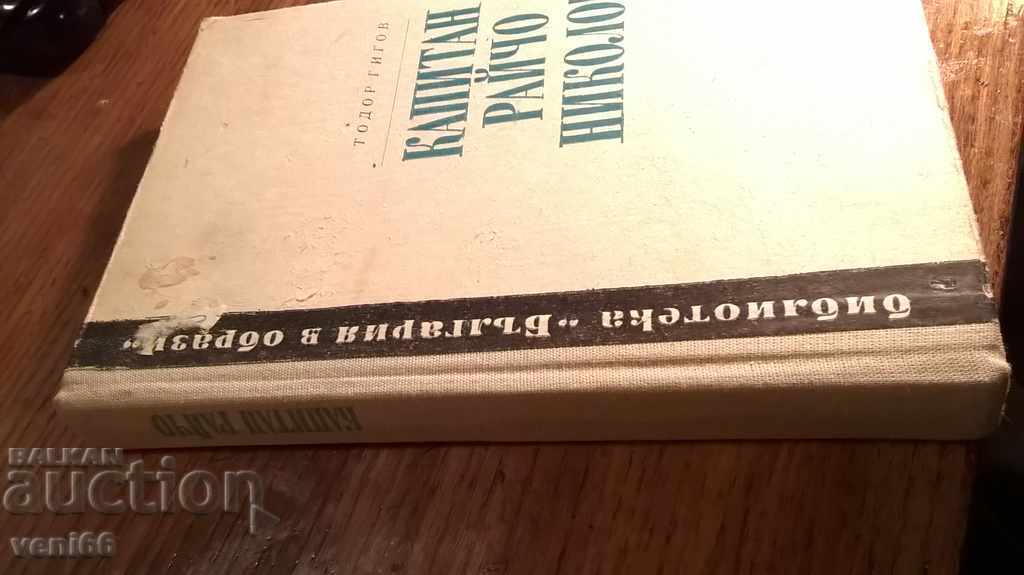 ТОДОР ГИГОВ
КАПИТАН
РАЙЧО
НИКОЛО
библиотека „България в образи“
КАПИТАН РАЙЧО
BALKAN
auction
veni66